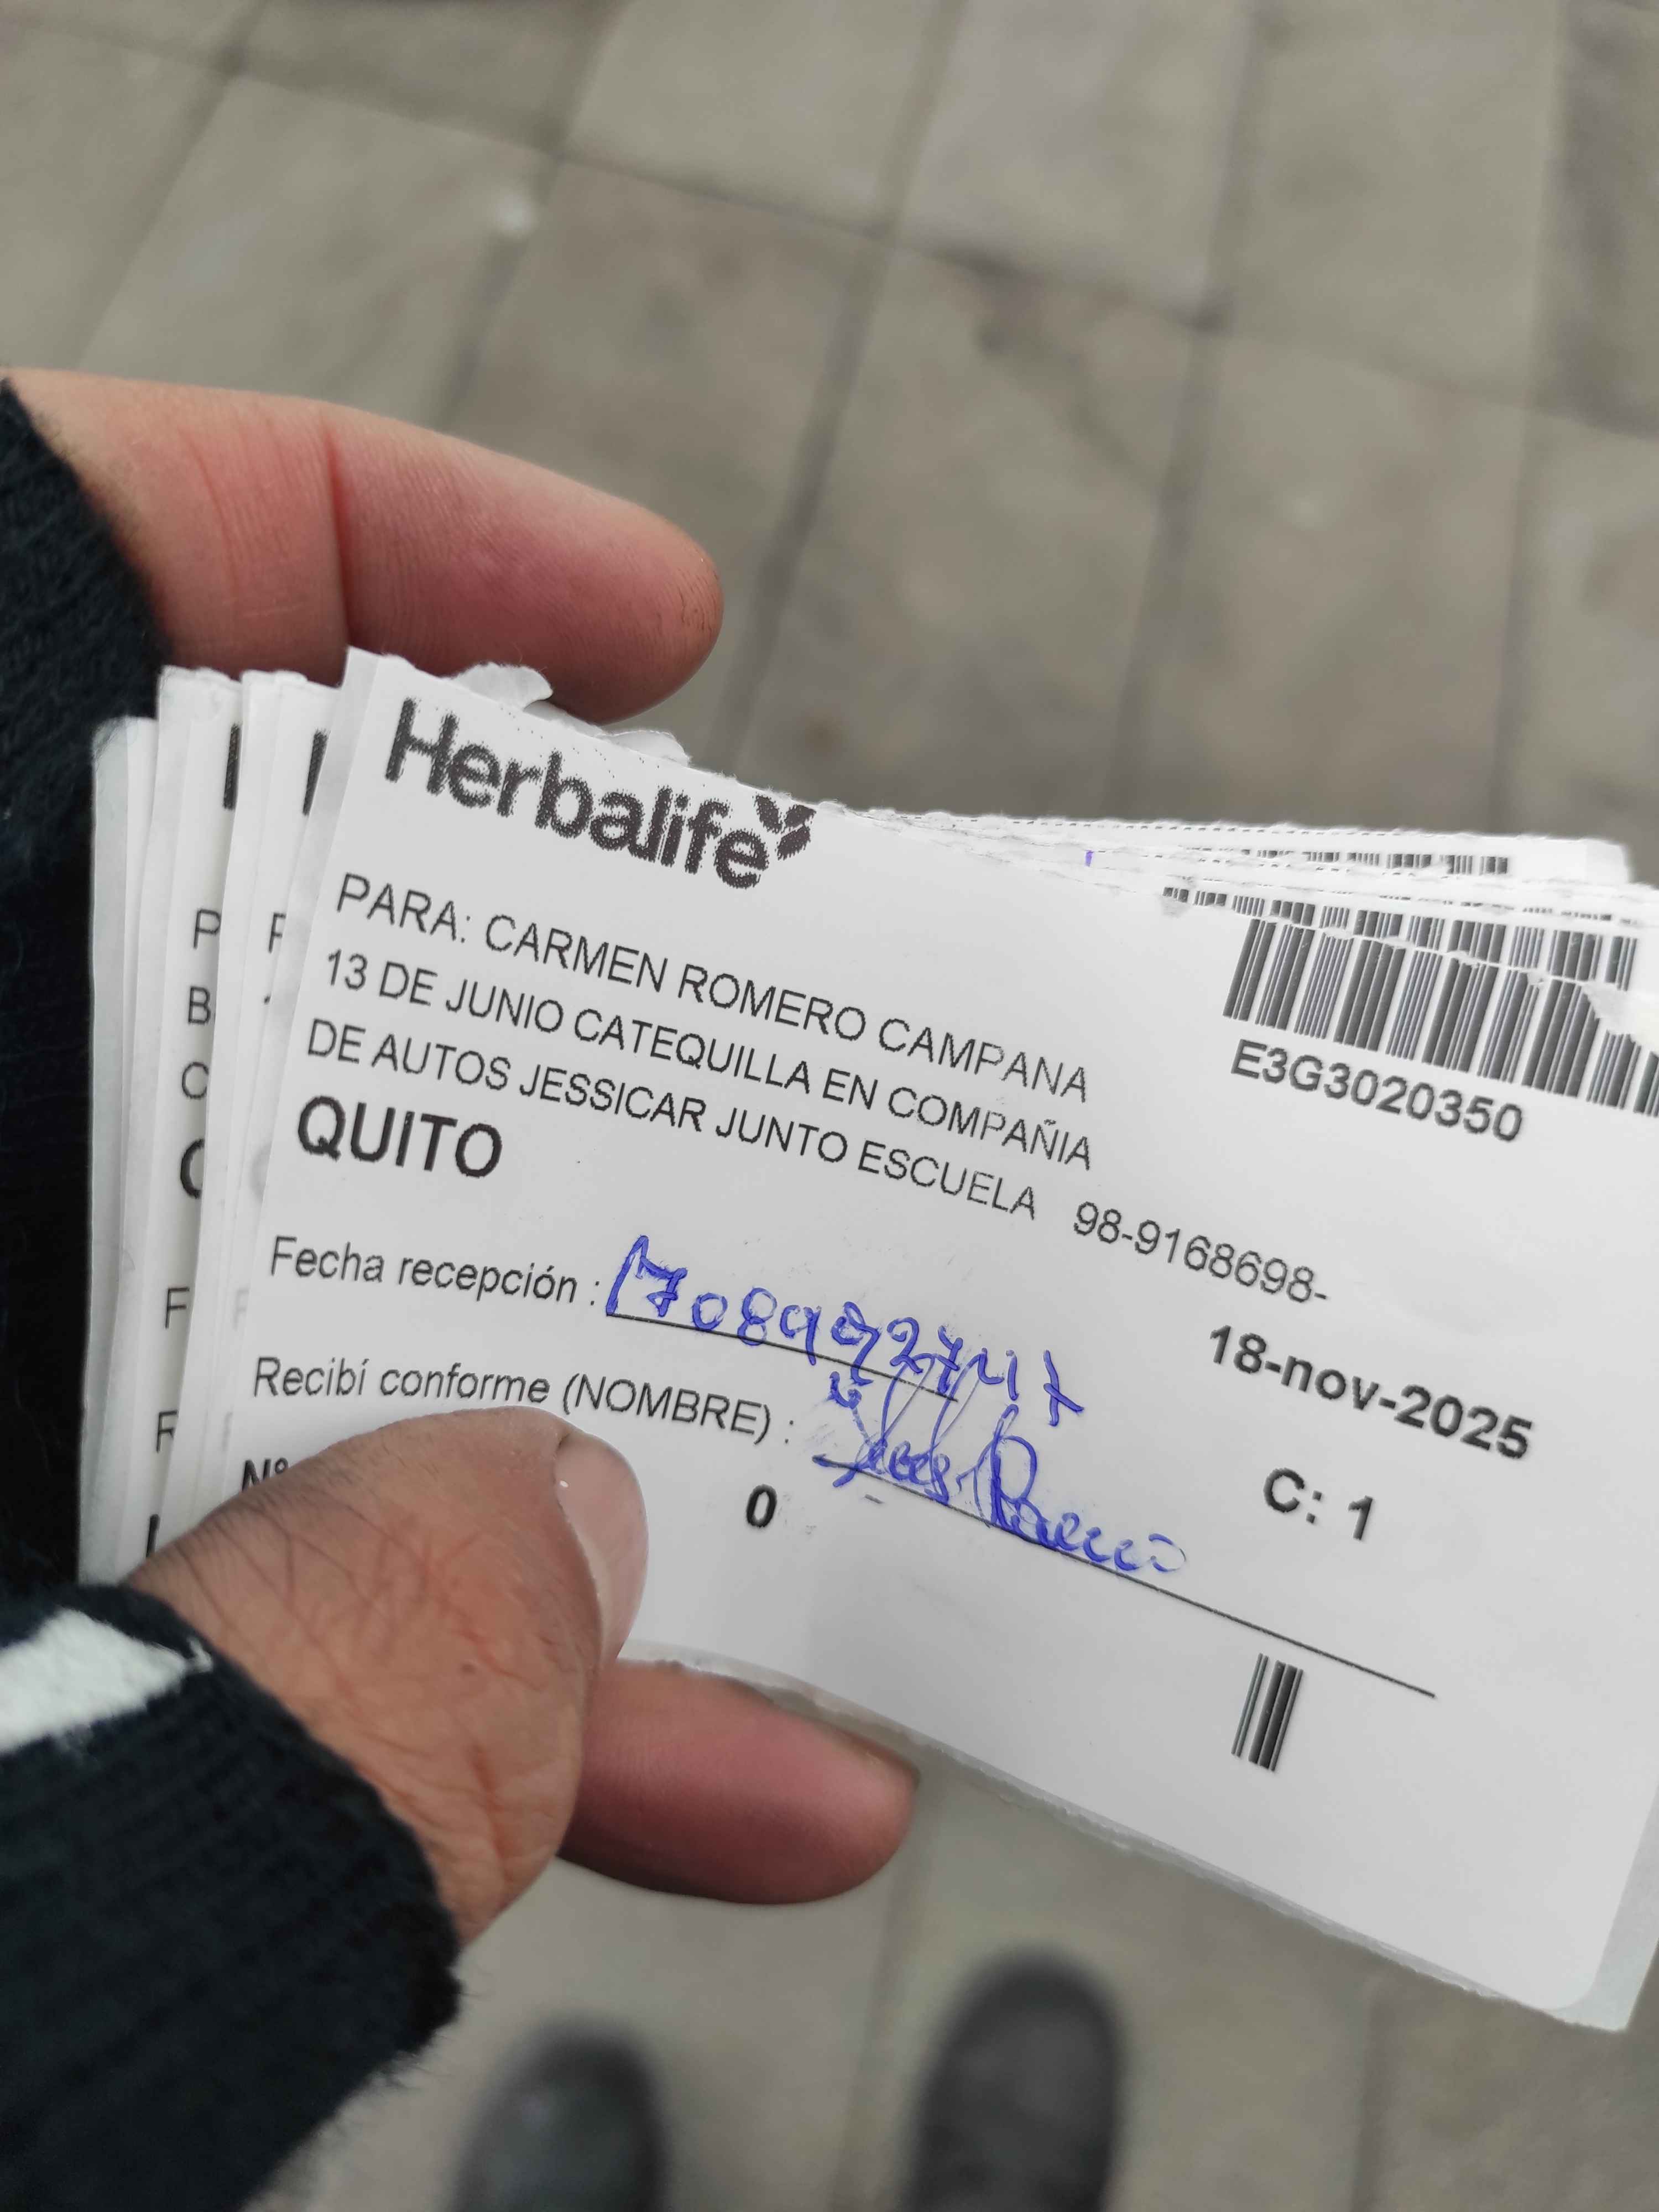 Herbalife
PARA: CARMEN ROMERO CAMPANA
13 DE JUNIO CATEQUILLA EN COMPAÑIA
DE AUTOS JESSICAR JUNTO ESCUELA 98-9168698-
QUITO
E3G3020350
Fecha recepción :
18-nov-2025
Recibí conforme (NOMBRE) :
C: 1
Nº
0